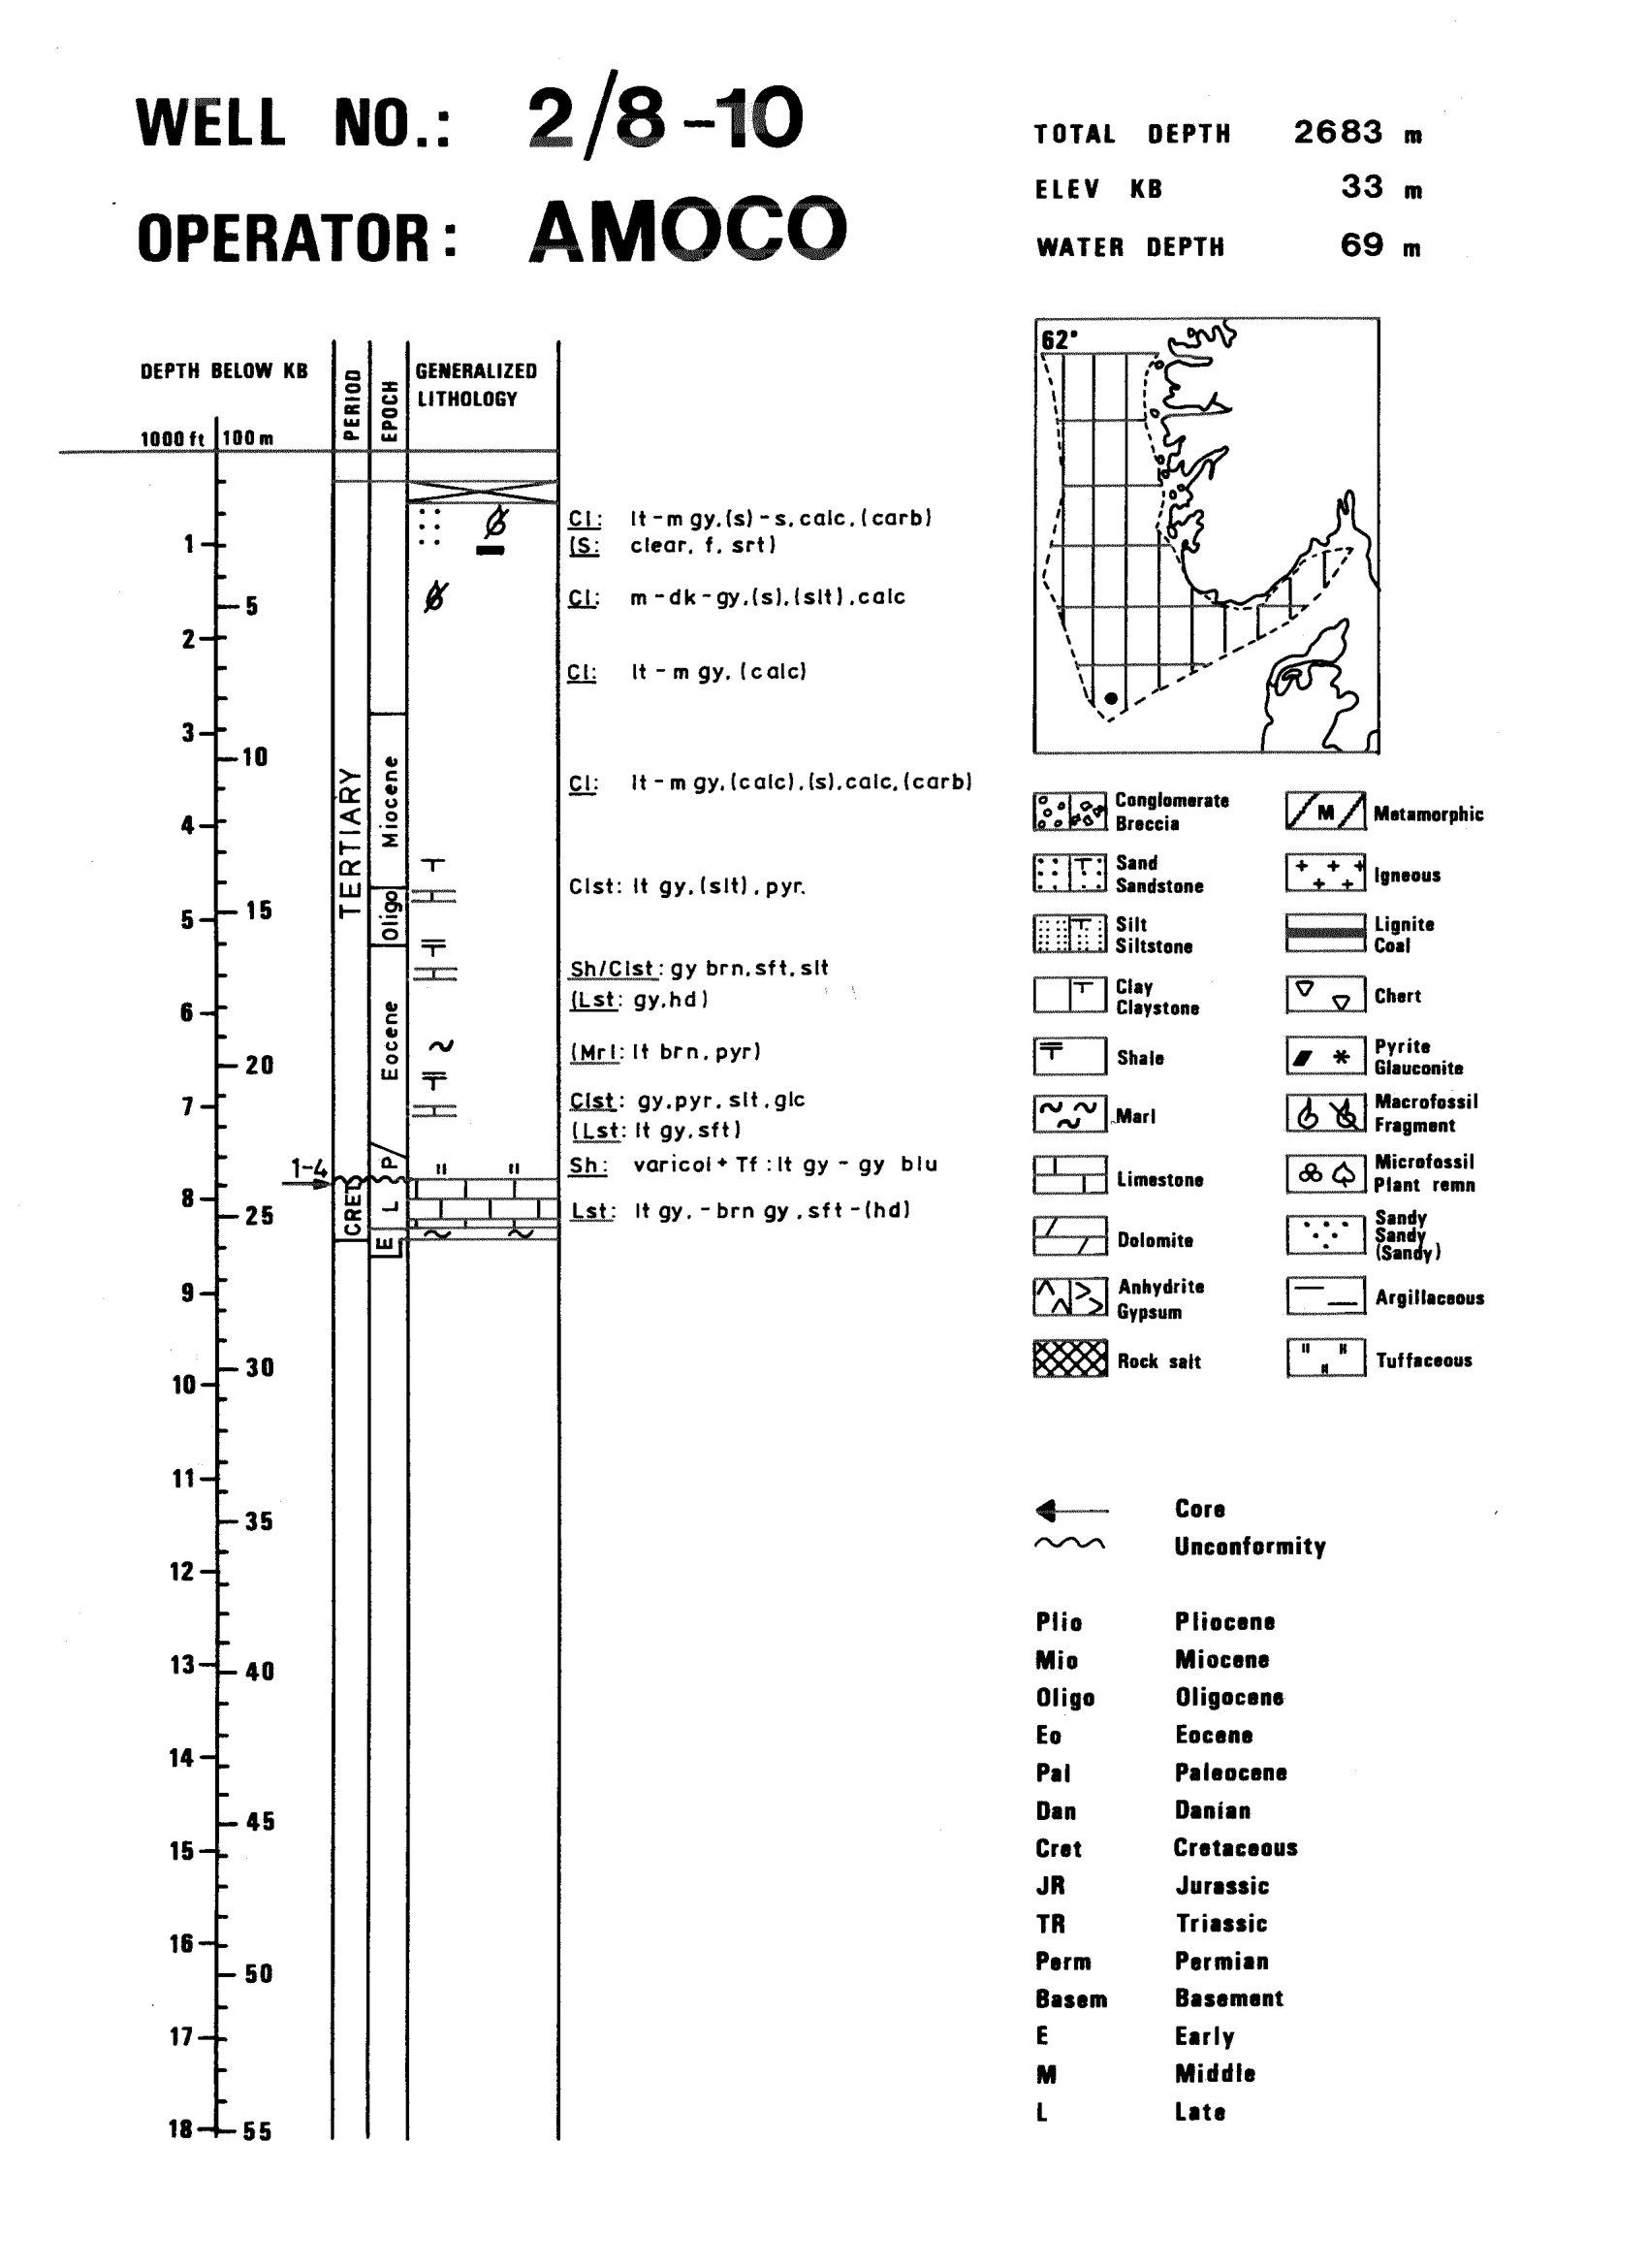 WELL NO.: 2/8-10
OPERATOR: AMOCO
TOTAL DEPTH 2683 m
ELEV KB 33 m
WATER DEPTH 69 m
DEPTH BELOW KB
1000 ft 100 m
PERIOD
EPOCH
GENERALIZED
LITHOLOGY
62°
Cl: lt-m gy.(s)-s.calc.(carb)
1
(S: clear. f. srt)
5
Cl: m-dk-gy.(s).(slt).calc
2
Cl: lt-m gy. (calc)
3
10
Cl: lt-m gy.(calc).(s).calc.(carb)
4
TERTIARY
Miocene
Clst: lt gy.(slt). pyr.
5
15
Oligo
Sh/Clst: gy brn.sft.slt
(Lst: gy.hd)
6
Eocene
(Mrl: lt brn. pyr)
20
Clst: gy.pyr. slt.glc
7
(Lst: lt gy.sft)
P
1-4
Sh: varicol + Tf: lt gy - gy blu
8
CRET
L
25
Lst: lt gy. - brn gy. sft-(hd)
E
9
30
10
11
35
12
13
40
14
45
15
16
50
17
18
55
Conglomerate
Breccia
Metamorphic
Sand
Sandstone
Igneous
Silt
Siltstone
Lignite
Coal
Clay
Claystone
Chert
Shale
Pyrite
Glauconite
Marl
Macrofossil
Fragment
Limestone
Microfossil
Plant remn
Dolomite
Sandy
Sandy
(Sandy)
Anhydrite
Gypsum
Argillaceous
Rock salt
Tuffaceous
M
Core
Unconformity
Plio Pliocene
Mio Miocene
Oligo Oligocene
Eo Eocene
Pal Paleocene
Dan Danian
Cret Cretaceous
JR Jurassic
TR Triassic
Perm Permian
Basem Basement
E Early
M Middle
L Late